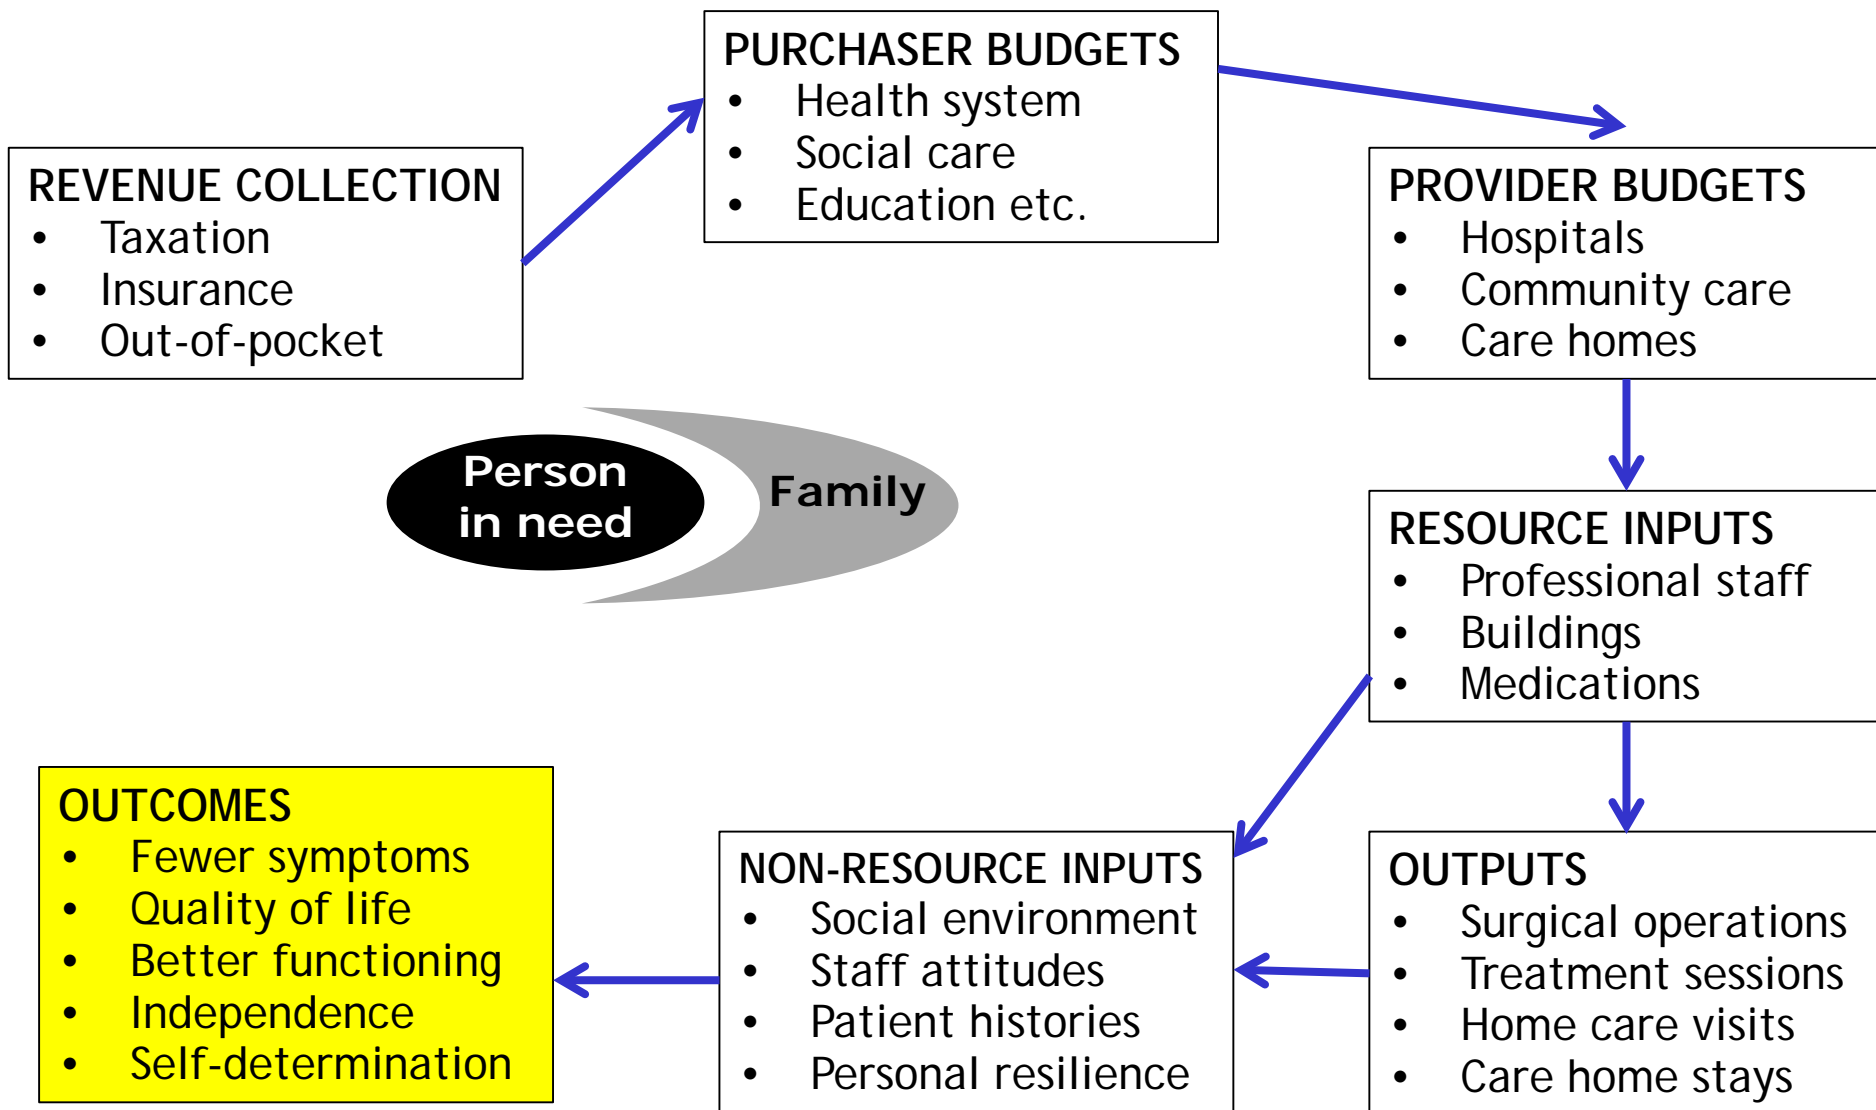 PURCHASER BUDGETS
• Health system
• Social care
• Education etc.
REVENUE COLLECTION
• Taxation
• Insurance
• Out-of-pocket
PROVIDER BUDGETS
• Hospitals
• Community care
• Care homes
Person
in need
Family
RESOURCE INPUTS
• Professional staff
• Buildings
• Medications
OUTCOMES
• Fewer symptoms
• Quality of life
• Better functioning
• Independence
• Self-determination
NON-RESOURCE INPUTS
• Social environment
• Staff attitudes
• Patient histories
• Personal resilience
OUTPUTS
• Surgical operations
• Treatment sessions
• Home care visits
• Care home stays